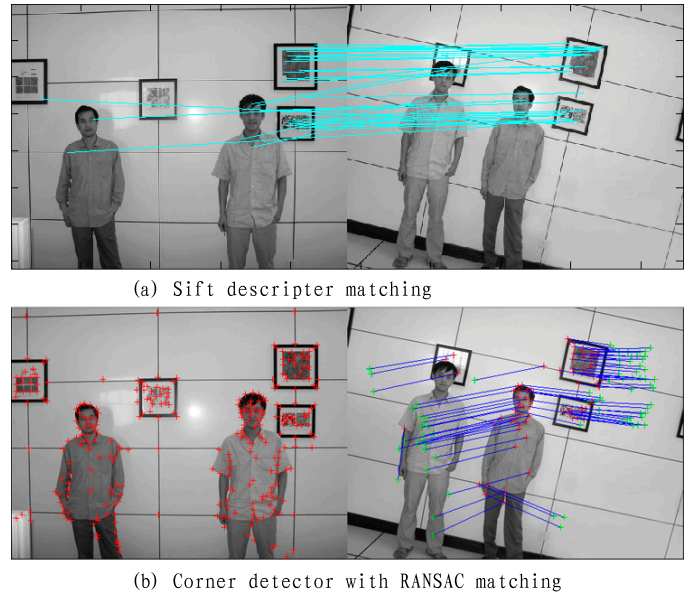 (a) Sift descripter matching
(b) Corner detector with RANSAC matching